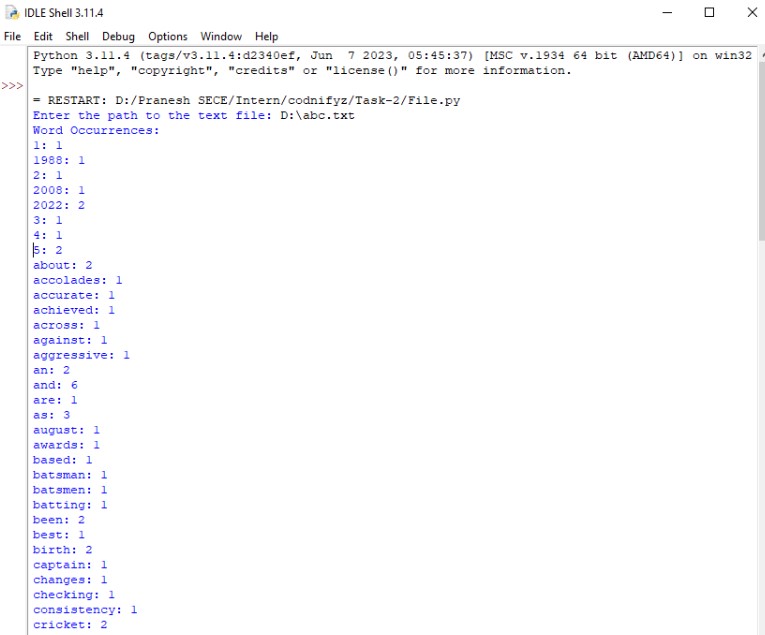 IDLE Shell 3.11.4
File Edit Shell Debug Options Window Help
Python 3.11.4 (tags/v3.11.4:d2340ef, Jun  7 2023, 05:45:37) [MSC v.1934 64 bit (AMD64)] on win32
Type "help", "copyright", "credits" or "license()" for more information.
>>>
= RESTART: D:/Pranesh SECE/Intern/codnifyz/Task-2/File.py
Enter the path to the text file: D:\abc.txt
Word Occurrences:
1: 1
1988: 1
2: 1
2008: 1
2022: 2
3: 1
4: 1
5: 2
about: 2
accolades: 1
accurate: 1
achieved: 1
across: 1
against: 1
aggressive: 1
an: 2
and: 6
are: 1
as: 3
august: 1
awards: 1
based: 1
batsman: 1
batsmen: 1
batting: 1
been: 2
best: 1
birth: 2
captain: 1
changes: 1
checking: 1
consistency: 1
cricket: 2